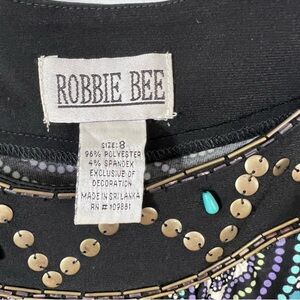 ROBBIE BEE
SIZE: 8
96% POLYESTER
4% SPANDEX
EXCLUSIVE OF
DECORATION
MADE IN SRI LANKA
RN # 109881